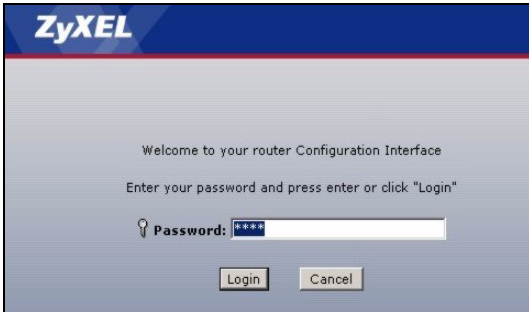 ZyXEL
Welcome to your router Configuration Interface
Enter your password and press enter or click "Login"
Password: ****
Login Cancel